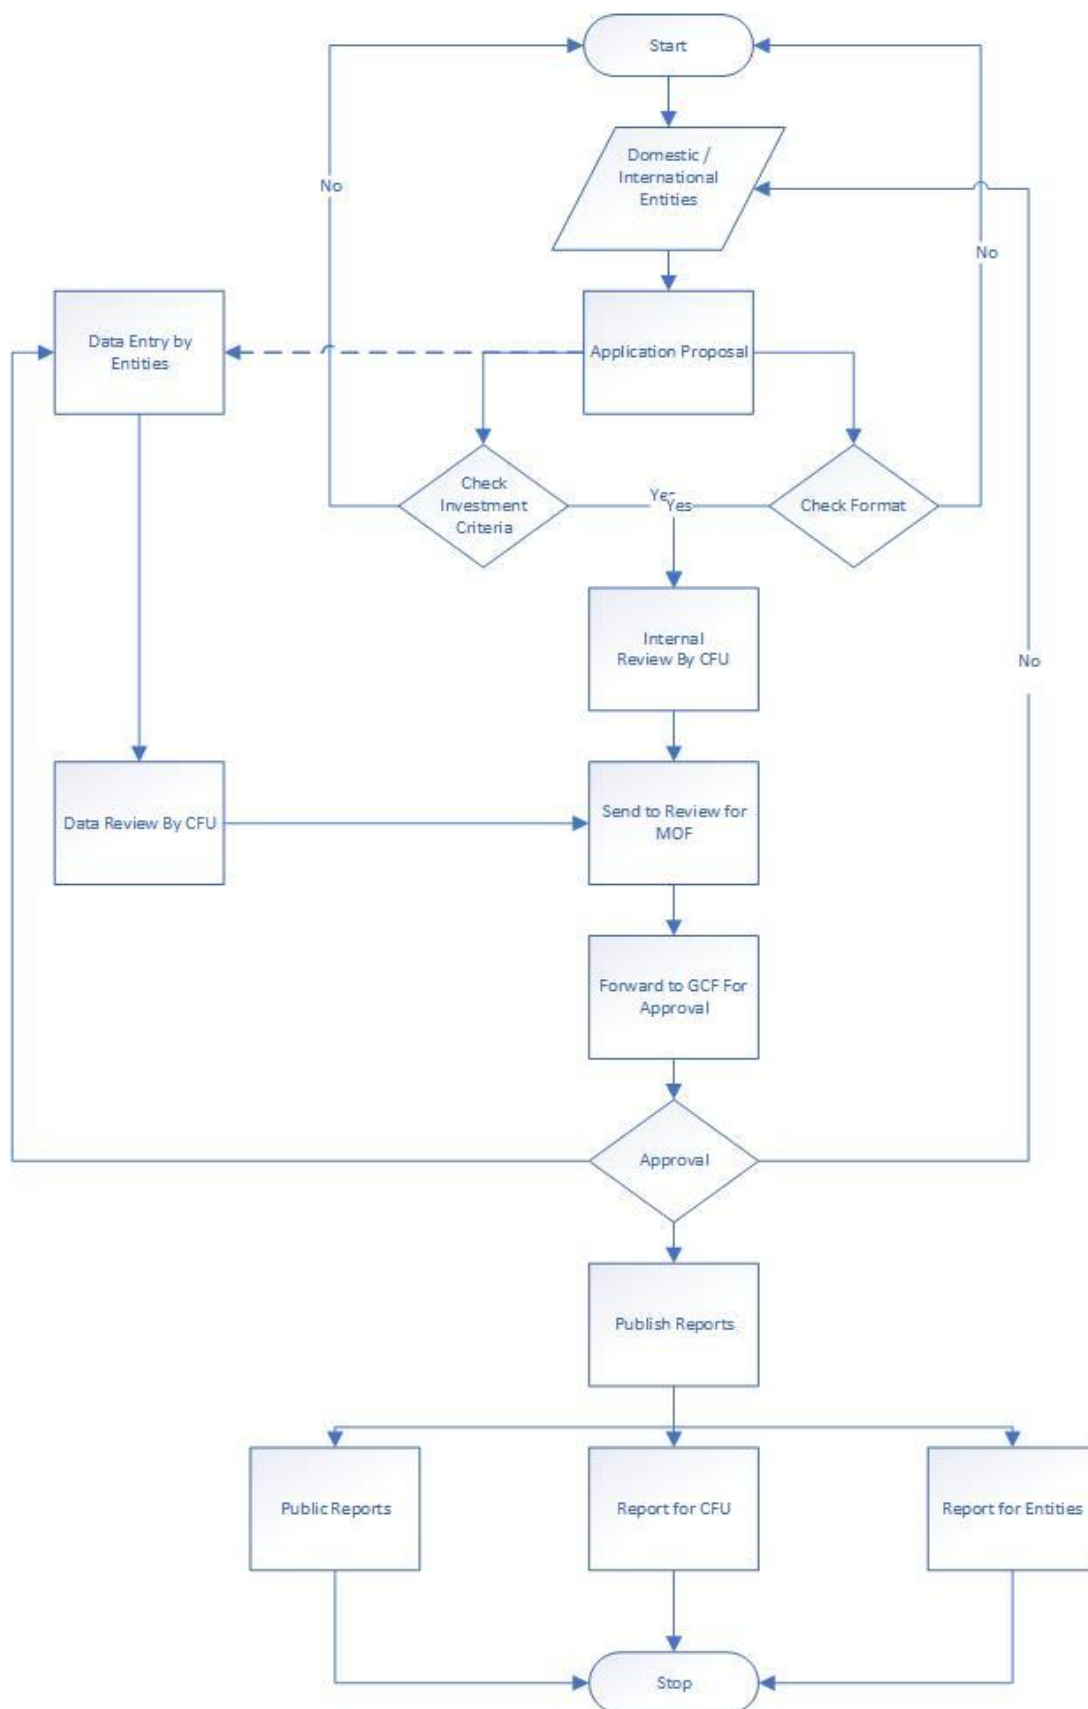 Start
Domestic /
International
Entities
No
No
Data Entry by
Entities
Application Proposal
Check
Investment
Criteria
Yes
Yes
Check Format
Internal
Review By CFU
No
Data Review By CFU
Send to Review for
MOF
Forward to GCF For
Approval
Approval
Publish Reports
Public Reports
Report for CFU
Report for Entities
Stop